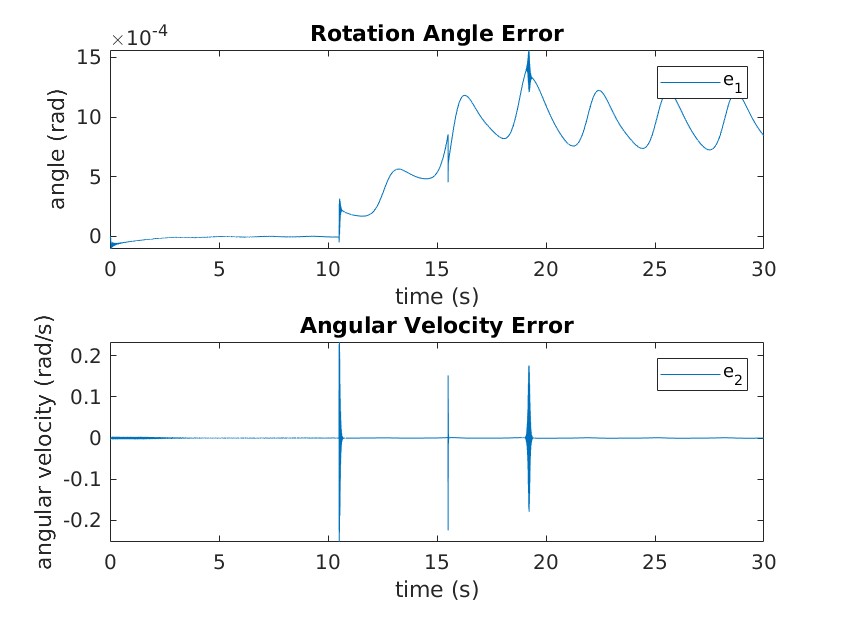 ×10⁻⁴
Rotation Angle Error
15
10
5
0
angle (rad)
e₁
0 5 10 15 20 25 30
time (s)
Angular Velocity Error
0.2
0.1
0
-0.1
-0.2
angular velocity (rad/s)
e₂
0 5 10 15 20 25 30
time (s)